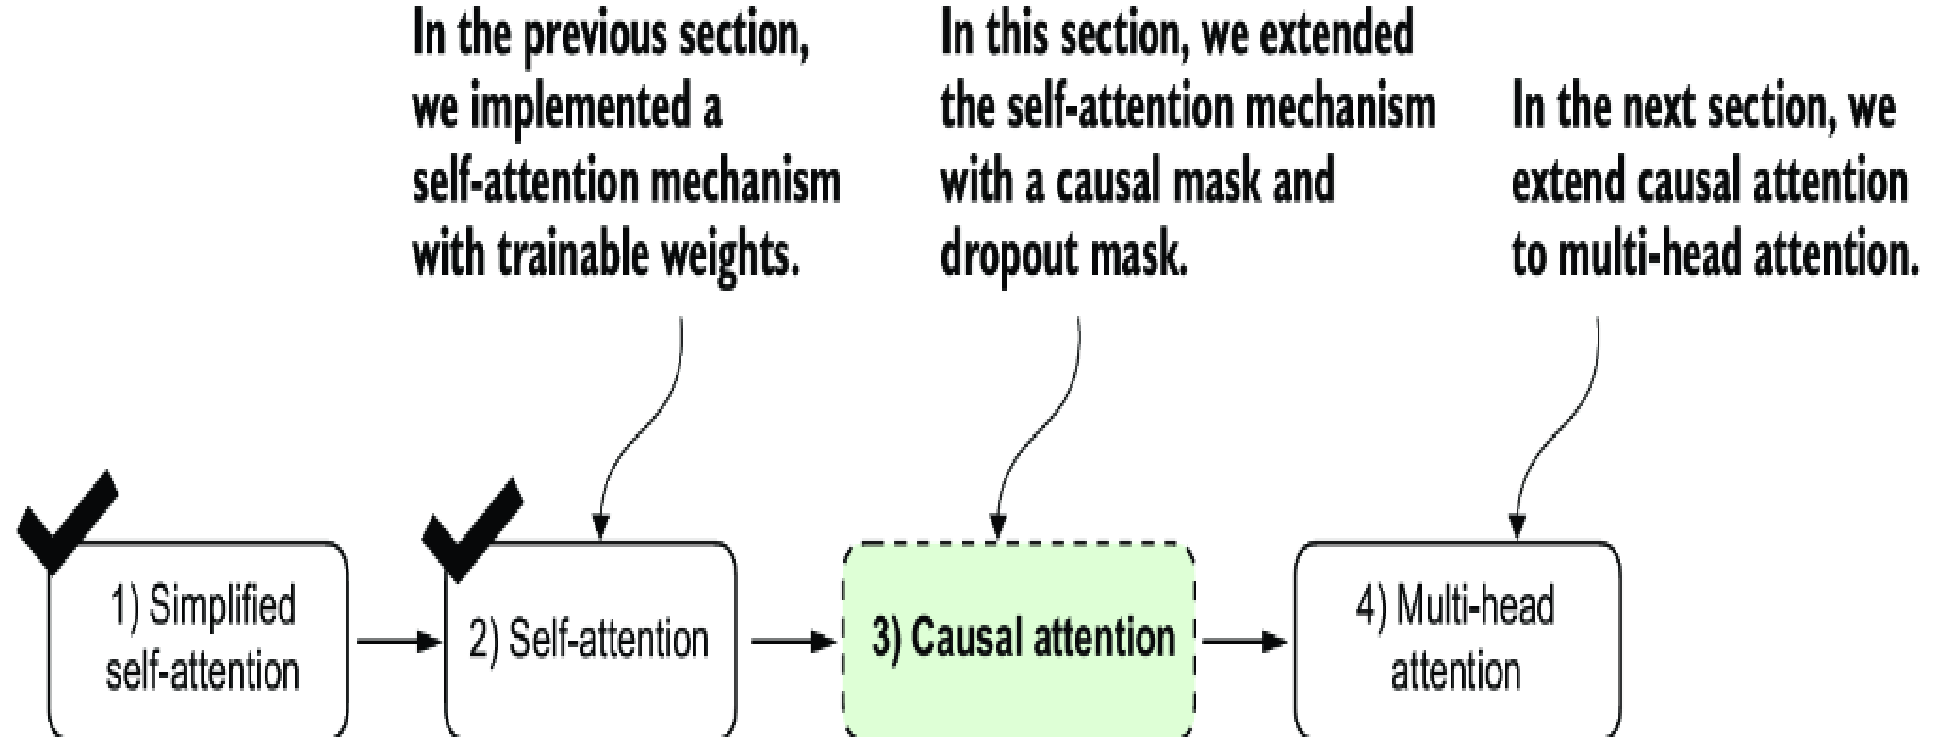 In the previous section,
we implemented a
self-attention mechanism
with trainable weights.
In this section, we extended
the self-attention mechanism
with a causal mask and
dropout mask.
In the next section, we
extend causal attention
to multi-head attention.
1) Simplified
self-attention
2) Self-attention
3) Causal attention
4) Multi-head
attention